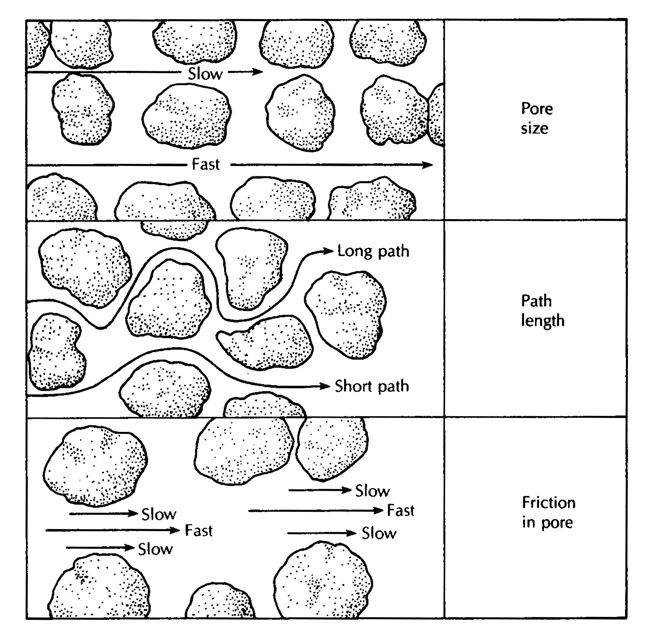 Slow
Fast
Pore
size
Long path
Short path
Path
length
Slow
Fast
Slow
Slow
Fast
Slow
Friction
in pore